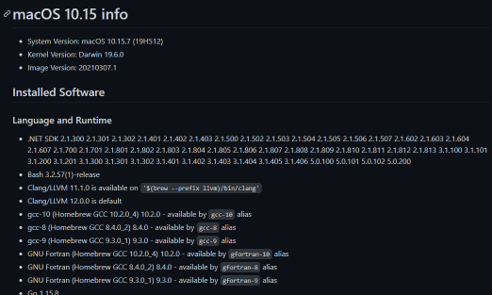 macOS 10.15 info
System Version: macOS 10.15.7 (19H512)
Kernel Version: Darwin 19.6.0
Image Version: 20210307.1
Installed Software
Language and Runtime
.NET SDK 2.1.300 2.1.301 2.1.302 2.1.401 2.1.402 2.1.403 2.1.500 2.1.502 2.1.503 2.1.504 2.1.505 2.1.506 2.1.507 2.1.602 2.1.603 2.1.604
2.1.607 2.1.700 2.1.701 2.1.801 2.1.802 2.1.803 2.1.804 2.1.805 2.1.806 2.1.807 2.1.808 2.1.809 2.1.810 2.1.811 2.1.812 2.1.813 3.1.100 3.1.101
3.1.200 3.1.201 3.1.300 3.1.301 3.1.302 3.1.401 3.1.402 3.1.403 3.1.404 3.1.405 3.1.406 5.0.100 5.0.101 5.0.102 5.0.200
Bash 3.2.57(1)-release
Clang/LLVM 11.1.0 is available on '$(brew --prefix llvm)/bin/clang'
Clang/LLVM 12.0.0 is default
gcc-10 (Homebrew GCC 10.2.0_4) 10.2.0 - available by gcc-10 alias
gcc-8 (Homebrew GCC 8.4.0_2) 8.4.0 - available by gcc-8 alias
gcc-9 (Homebrew GCC 9.3.0_1) 9.3.0 - available by gcc-9 alias
GNU Fortran (Homebrew GCC 10.2.0_4) 10.2.0 - available by gfortran-10 alias
GNU Fortran (Homebrew GCC 8.4.0_2) 8.4.0 - available by gfortran-8 alias
GNU Fortran (Homebrew GCC 9.3.0_1) 9.3.0 - available by gfortran-9 alias
Go 1.15.8